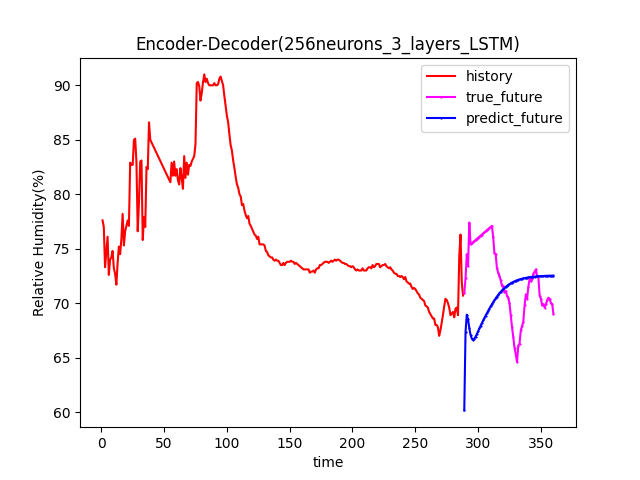 Encoder-Decoder(256neurons_3_layers_LSTM)
history
true_future
predict_future
Relative Humidity(%)
90
85
80
75
70
65
60
0
50
100
150
200
250
300
350
time